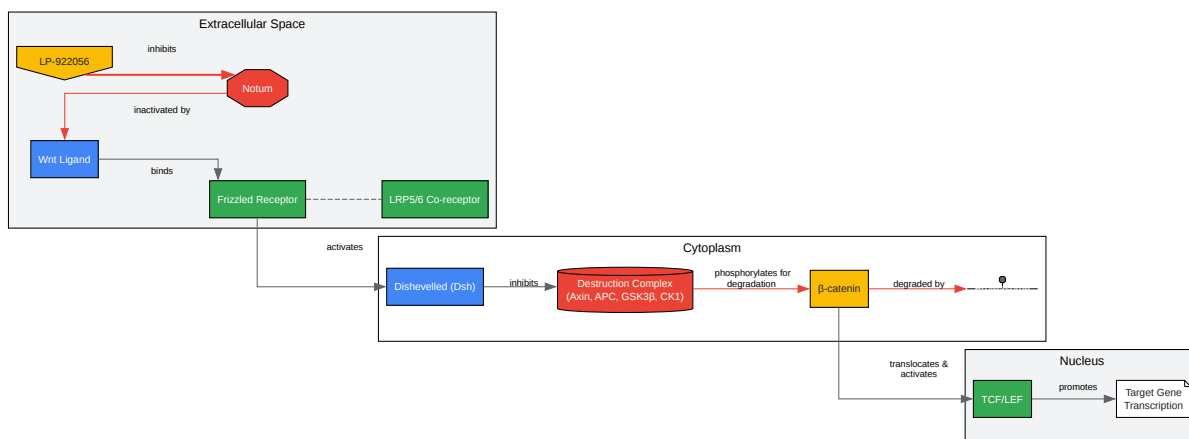 Extracellular Space
LP-922056
inhibits
Notum
inactivated by
Wnt Ligand
binds
Frizzled Receptor
LRP5/6 Co-receptor
activates
Cytoplasm
Dishevelled (Dsh)
inhibits
Destruction Complex
(Axin, APC, GSK3β, CK1)
phosphorylates for
degradation
β-catenin
degraded by
translocates &
activates
Nucleus
TCF/LEF
promotes
Target Gene
Transcription